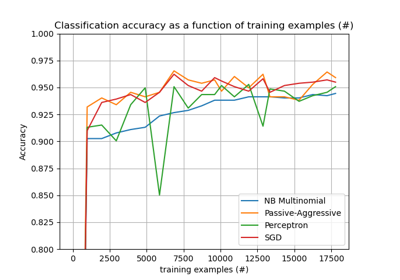 Classification accuracy as a function of training examples (#)
1.000
0.975
0.950
0.925
0.900
0.875
0.850
0.825
0.800
Accuracy
NB Multinomial
Passive-Aggressive
Perceptron
SGD
0 2500 5000 7500 10000 12500 15000 17500
training examples (#)